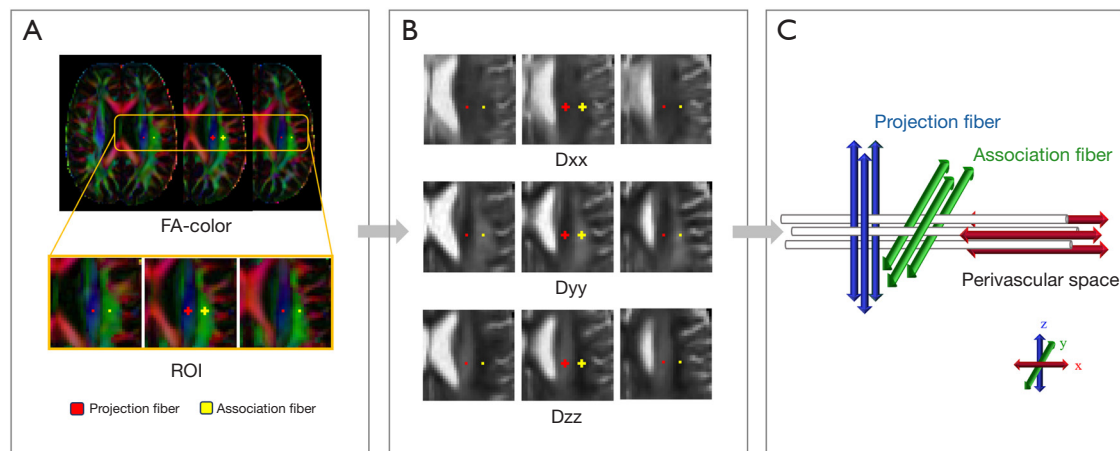 A
FA-color
ROI
Projection fiber
Association fiber
B
Dxx
Dyy
Dzz
C
Projection fiber
Association fiber
Perivascular space
z
y
x